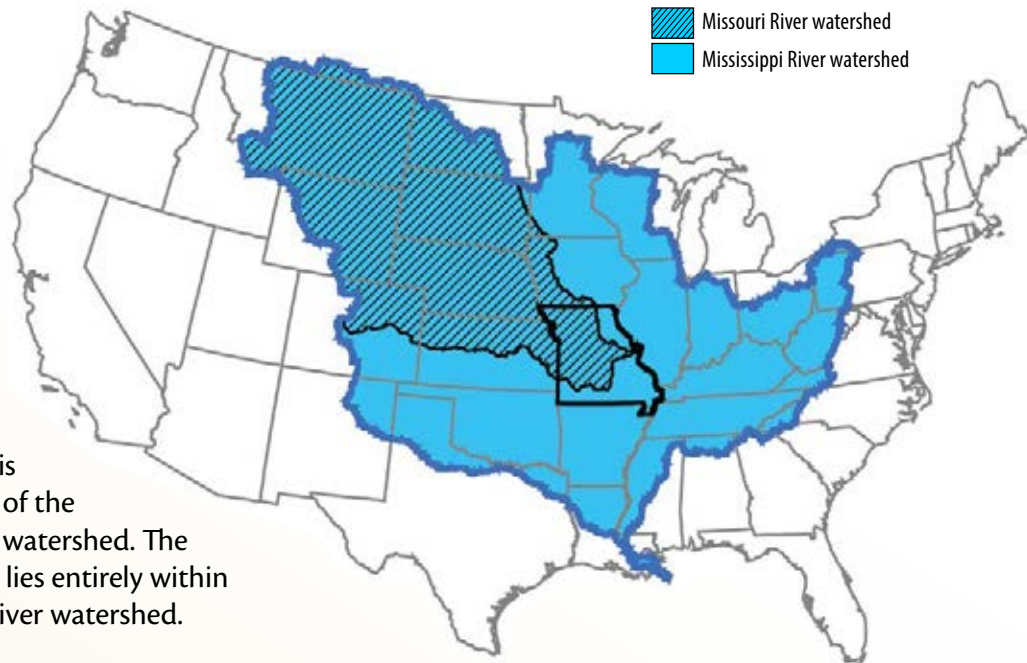 Missouri River watershed
Mississippi River watershed
is
of the
watershed. The
lies entirely within
iver watershed.